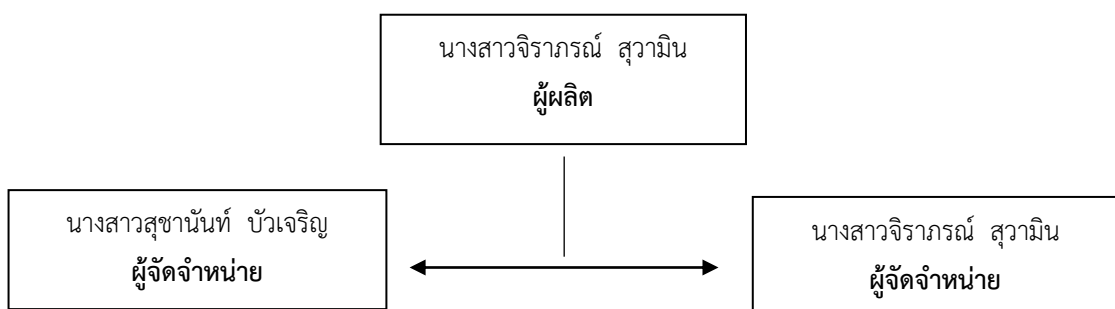 นางสาวจิราภรณ์ สุวามิน
ผู้ผลิต
นางสาวสุชานันท์ บัวเจริญ
ผู้จัดจำหน่าย
นางสาวจิราภรณ์ สุวามิน
ผู้จัดจำหน่าย